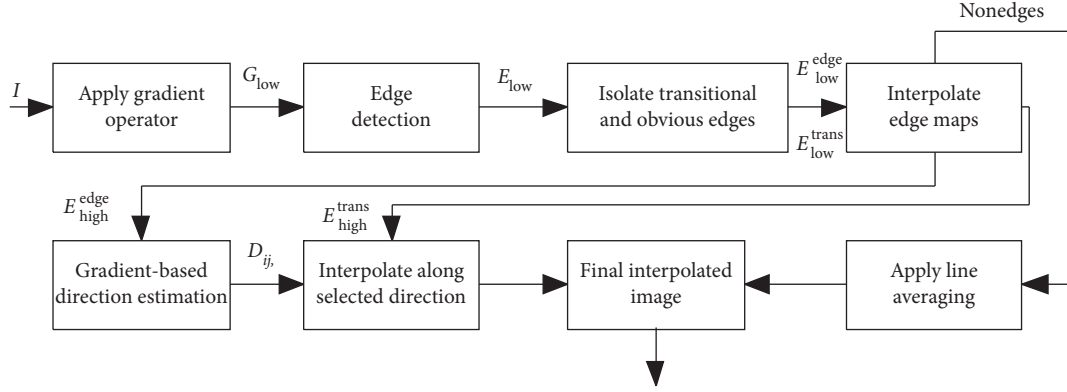 Nonedges
I
Apply gradient
operator
G_low
Edge
detection
E_low
Isolate transitional
and obvious edges
E_low^edge
E_low^trans
Interpolate
edge maps
E_high^edge
E_high^trans
Gradient-based
direction estimation
D_ij,
Interpolate along
selected direction
Final interpolated
image
Apply line
averaging